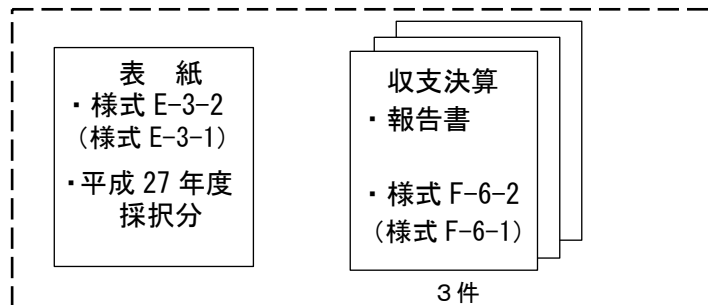 表 紙
・様式 E-3-2
(様式 E-3-1)
・平成 27 年度
採択分
収支決算
・報告書
・様式 F-6-2
(様式 F-6-1)
３件